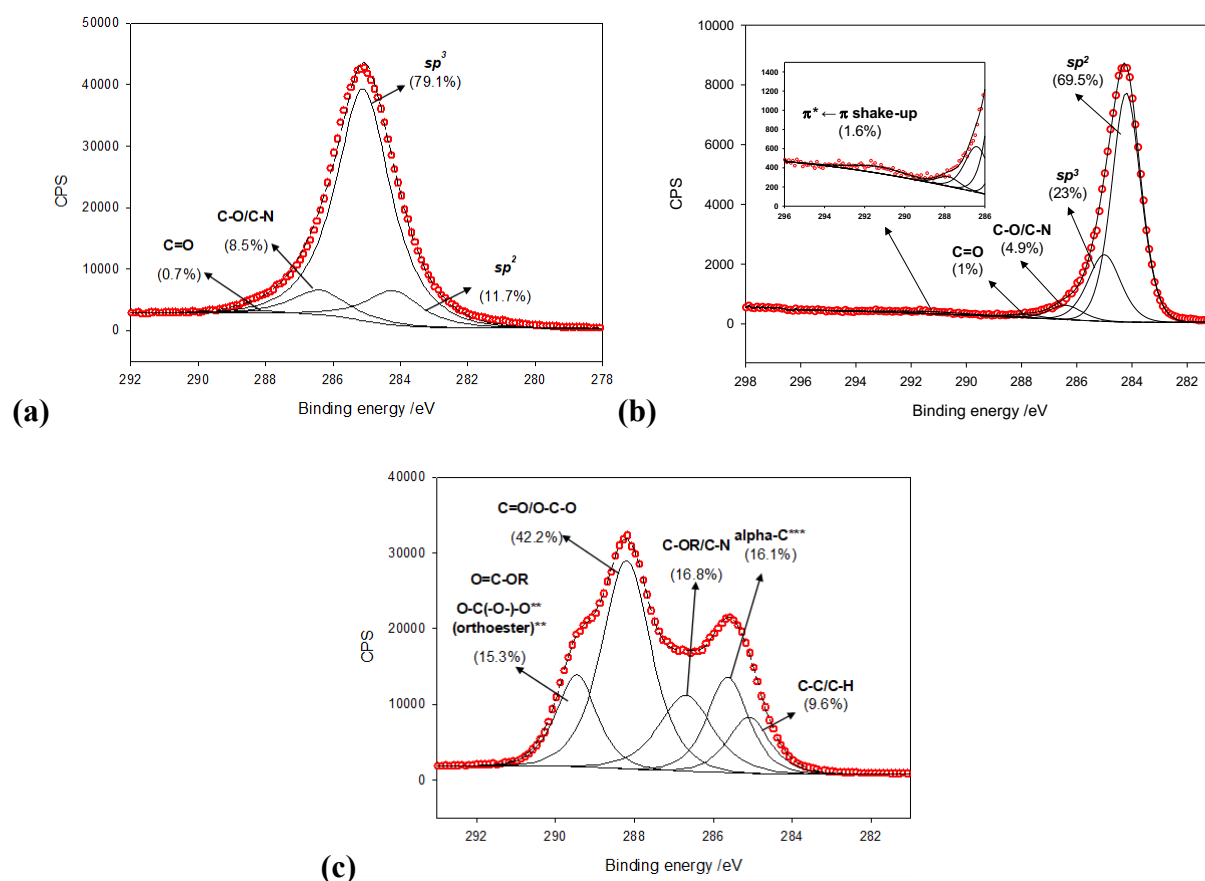 50000
40000
30000
20000
10000
0
CPS
sp3
(79.1%)
C-O/C-N
(8.5%)
C=O
(0.7%)
sp2
(11.7%)
292 290 288 286 284 282 280 278
Binding energy /eV
(a)
10000
8000
6000
4000
2000
0
CPS
1400
1200
1000
800
600
400
200
0
π* ← π shake-up
(1.6%)
296 294 292 290 288 286
sp2
(69.5%)
sp3
(23%)
C-O/C-N
(4.9%)
C=O
(1%)
298 296 294 292 290 288 286 284 282
Binding energy /eV
(b)
40000
30000
20000
10000
0
CPS
C=O/O-C-O
(42.2%)
C-OR/C-N
(16.8%)
alpha-C***
(16.1%)
O=C-OR
O-C(-O-)-O**
(orthoester)**
(15.3%)
C-C/C-H
(9.6%)
292 290 288 286 284 282
Binding energy /eV
(c)